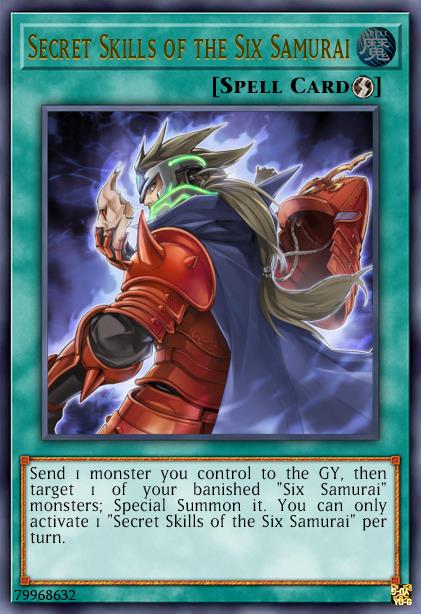 SECRET SKILLS OF THE SIX SAMURAI
SPELL
魔
[SPELL CARD]
Send 1 monster you control to the GY, then
target 1 of your banished "Six Samurai"
monsters; Special Summon it. You can only
activate 1 "Secret Skills of the Six Samurai" per
turn.
79968632